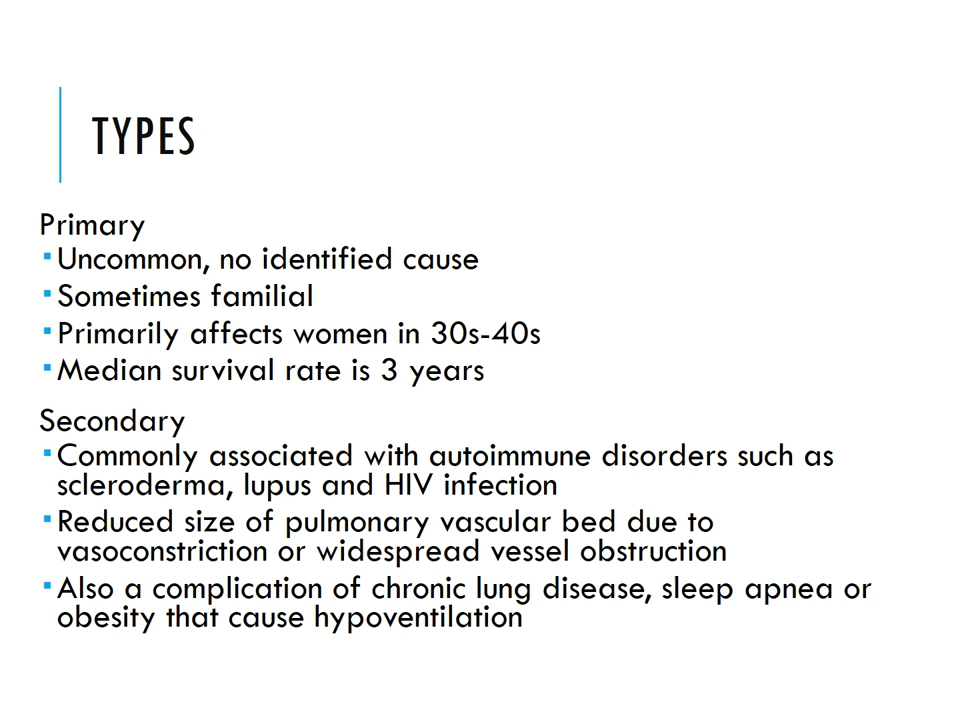 TYPES
Primary
▪ Uncommon, no identified cause
▪ Sometimes familial
▪ Primarily affects women in 30s-40s
▪ Median survival rate is 3 years
Secondary
▪ Commonly associated with autoimmune disorders such as
scleroderma, lupus and HIV infection
▪ Reduced size of pulmonary vascular bed due to
vasoconstriction or widespread vessel obstruction
▪ Also a complication of chronic lung disease, sleep apnea or
obesity that cause hypoventilation